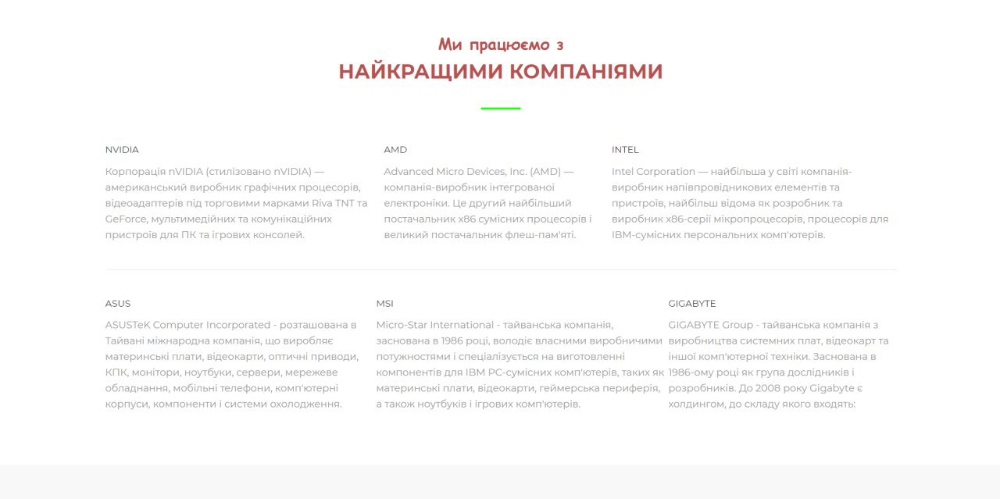 Ми працюємо з
НАЙКРАЩИМИ КОМПАНІЯМИ
NVIDIA
Корпорація nVIDIA (стилізовано nVIDIA) —
американський виробник графічних процесорів,
відеоадаптерів під торговими марками Riva TNT та
GeForce, мультимедійних та комунікаційних
пристроїв для ПК та ігрових консолей.
AMD
Advanced Micro Devices, Inc. (AMD) —
компанія-виробник інтегрованої
електроніки. Це другий найбільший
постачальник x86 сумісних процесорів і
великий постачальник флеш-пам'яті.
INTEL
Intel Corporation — найбільша у світі компанія-
виробник напівпровідникових елементів та
пристроїв, найбільш відома як розробник та
виробник x86-серії мікропроцесорів, процесорів для
IBM-сумісних персональних комп'ютерів.
ASUS
ASUSTeK Computer Incorporated - розташована в
Тайвані міжнародна компанія, що виробляє
материнські плати, відеокарти, оптичні приводи,
КПК, монітори, ноутбуки, сервери, мережеве
обладнання, мобільні телефони, комп'ютерні
корпуси, компоненти і системи охолодження.
MSI
Micro-Star International - тайванська компанія,
заснована в 1986 році, володіє власними виробничими
потужностями і спеціалізується на виготовленні
компонентів для IBM PC-сумісних комп'ютерів, таких як
материнські плати, відеокарти, геймерська периферія,
а також ноутбуків і ігрових комп'ютерів.
GIGABYTE
GIGABYTE Group - тайванська компанія з
виробництва системних плат, відеокарт та
іншої комп'ютерної техніки. Заснована в
1986-ому році як група дослідників і
розробників. До 2008 року Gigabyte є
холдингом, до складу якого входять: